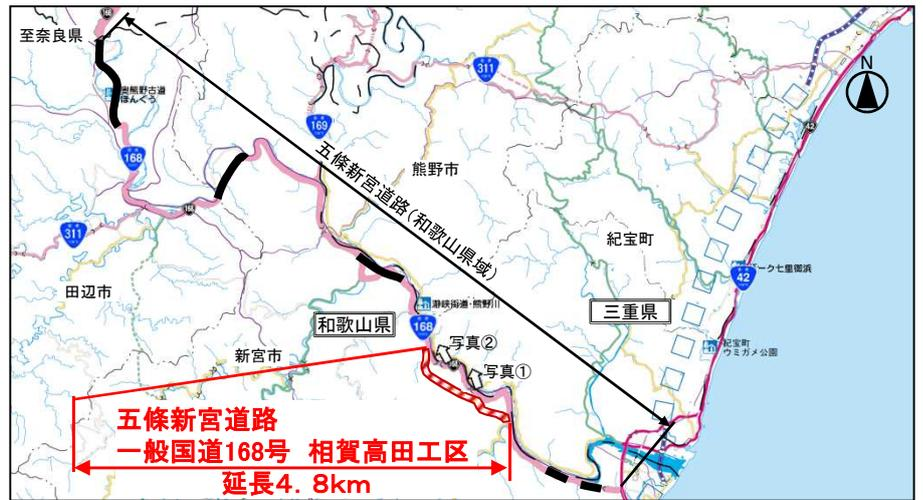 168
至奈良県
奥熊野古道
ほんぐう
168
311
N
169
42
五條新宮道路(和歌山県域)
熊野市
168
311
紀宝町
田辺市
42
パーク七里御浜
瀞峡街道・熊野川
三重県
和歌山県
168
紀宝町
ウミガメ公園
写真②
新宮市
168
写真①
五條新宮道路
一般国道168号 相賀高田工区
延長4.8km